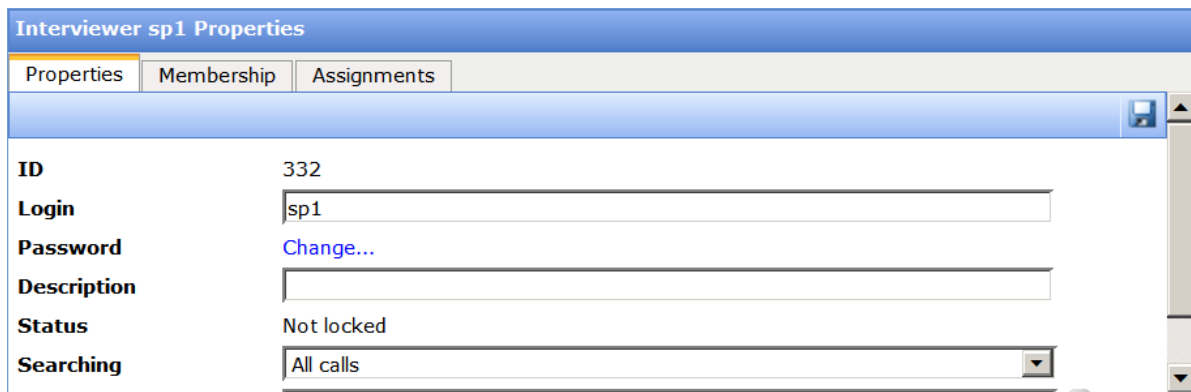 Interviewer sp1 Properties
Properties Membership Assignments
ID 332
Login sp1
Password Change...
Description
Status Not locked
Searching All calls